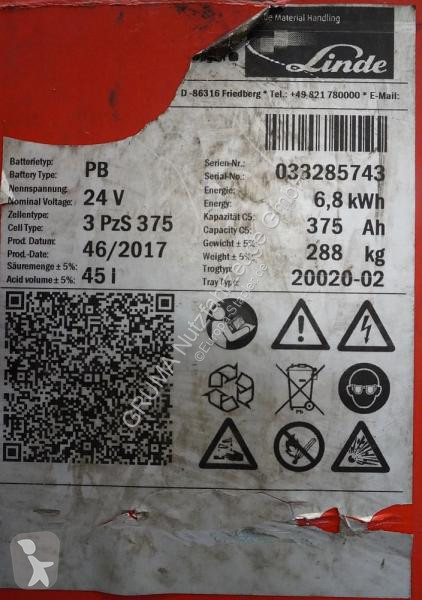 Material Handling
Linde
D -86316 Friedberg * Tel.: +49 821 780000 * E-Mail:
Batterietyp: PB Serien-Nr.: 033285743
Battery Type: Serial-No.:
Nennspannung: 24 V Energie: 6,8 kWh
Nominal Voltage: Energy:
Zellentype: 3 PzS 375 Kapazität C5: 375 Ah
Cell Type: Capacity C5:
Prod. Datum: 46/2017 Gewicht ± 5%: 288 kg
Prod.-Date: Weight ± 5%:
Säuremenge ± 5%: 45 l Trogtyp: 20020-02
Acid volume ± 5%: Tray Type:
Pb
GRUMA Nutzfahrzeuge GmbH